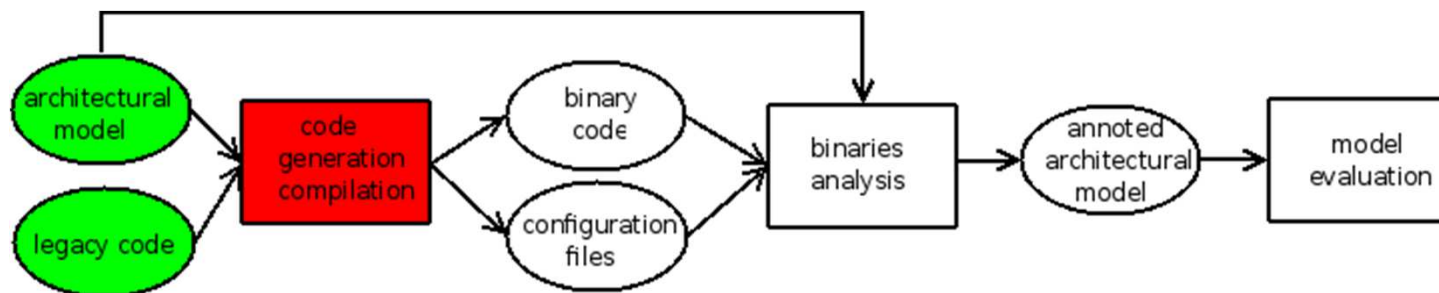 architectural
model
legacy code
code
generation
compilation
binary
code
configuration
files
binaries
analysis
annoted
architectural
model
model
evaluation